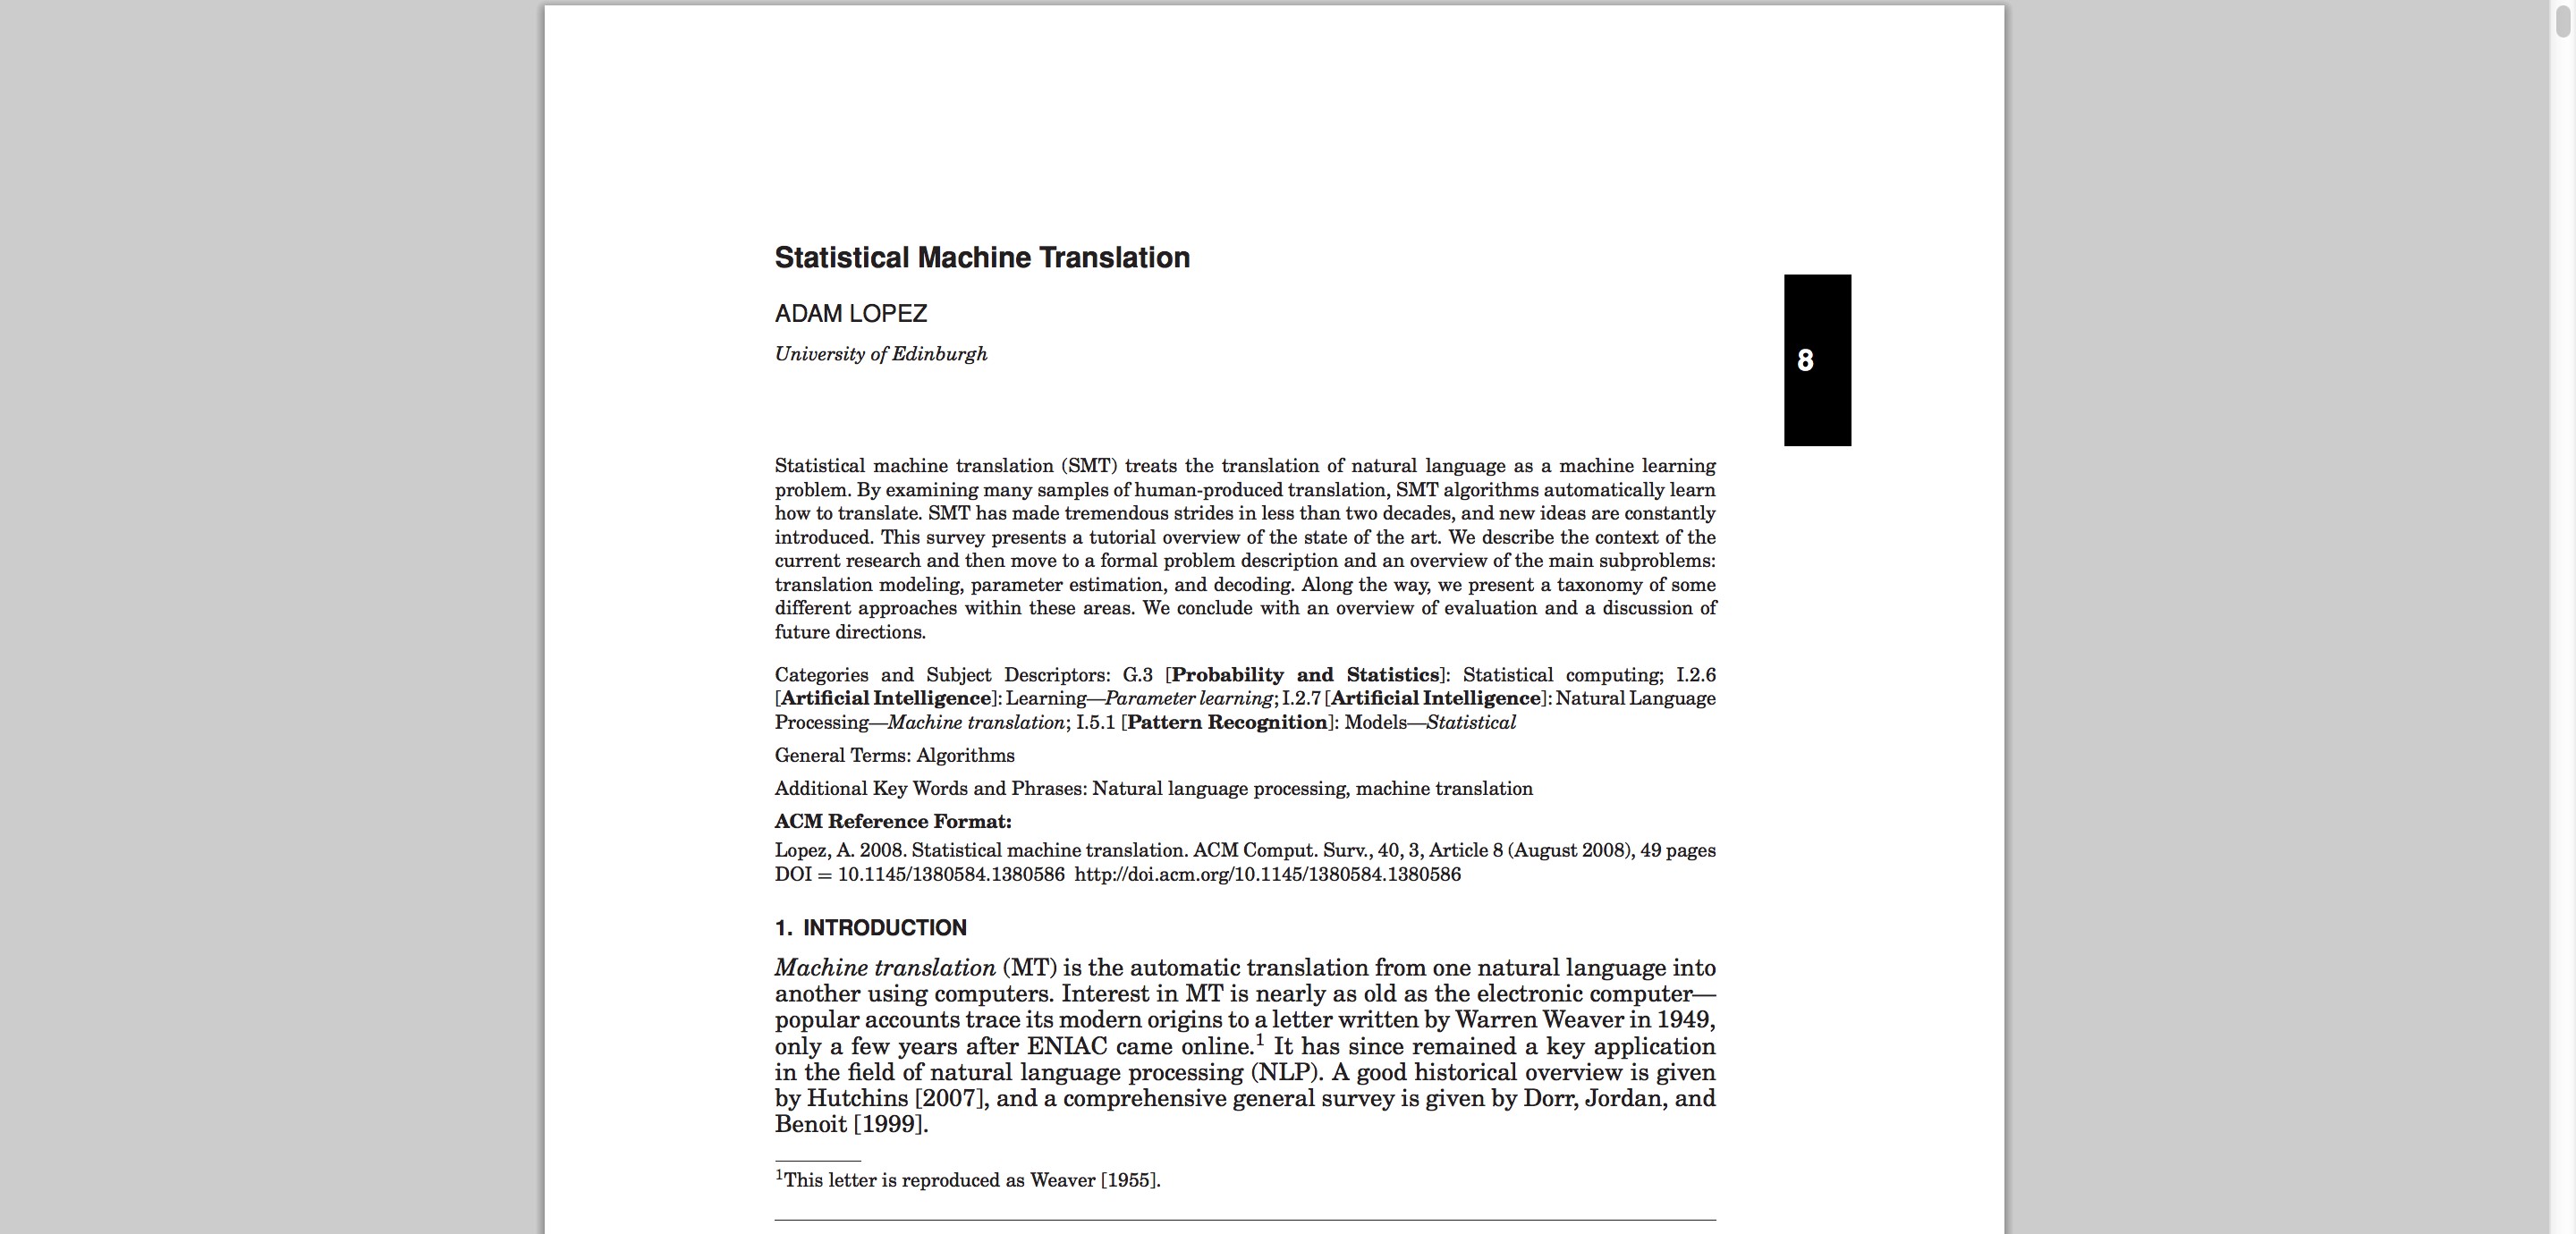 Statistical Machine Translation
ADAM LOPEZ
University of Edinburgh
8
Statistical machine translation (SMT) treats the translation of natural language as a machine learning
problem. By examining many samples of human-produced translation, SMT algorithms automatically learn
how to translate. SMT has made tremendous strides in less than two decades, and new ideas are constantly
introduced. This survey presents a tutorial overview of the state of the art. We describe the context of the
current research and then move to a formal problem description and an overview of the main subproblems:
translation modeling, parameter estimation, and decoding. Along the way, we present a taxonomy of some
different approaches within these areas. We conclude with an overview of evaluation and a discussion of
future directions.
Categories and Subject Descriptors: G.3 [Probability and Statistics]: Statistical computing; I.2.6
[Artificial Intelligence]: Learning—Parameter learning; I.2.7 [Artificial Intelligence]: Natural Language
Processing—Machine translation; I.5.1 [Pattern Recognition]: Models—Statistical
General Terms: Algorithms
Additional Key Words and Phrases: Natural language processing, machine translation
ACM Reference Format:
Lopez, A. 2008. Statistical machine translation. ACM Comput. Surv., 40, 3, Article 8 (August 2008), 49 pages
DOI = 10.1145/1380584.1380586 http://doi.acm.org/10.1145/1380584.1380586
1. INTRODUCTION
Machine translation (MT) is the automatic translation from one natural language into
another using computers. Interest in MT is nearly as old as the electronic computer—
popular accounts trace its modern origins to a letter written by Warren Weaver in 1949,
only a few years after ENIAC came online.1 It has since remained a key application
in the field of natural language processing (NLP). A good historical overview is given
by Hutchins [2007], and a comprehensive general survey is given by Dorr, Jordan, and
Benoit [1999].
1This letter is reproduced as Weaver [1955].